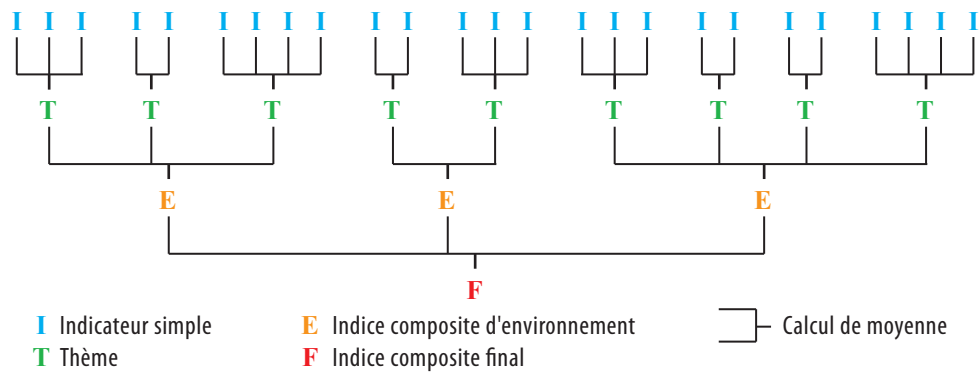 I I I I I I I I I I I I I I I I I I I I I I I I I
T T T T T T T T T
E E E
F
I Indicateur simple E Indice composite d'environnement Calcul de moyenne
T Thème F Indice composite final